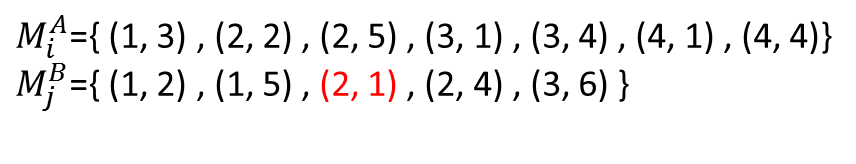 M_i^A={ (1, 3) , (2, 2) , (2, 5) , (3, 1) , (3, 4) , (4, 1) , (4, 4)}
M_j^B={ (1, 2) , (1, 5) , (2, 1) , (2, 4) , (3, 6) }